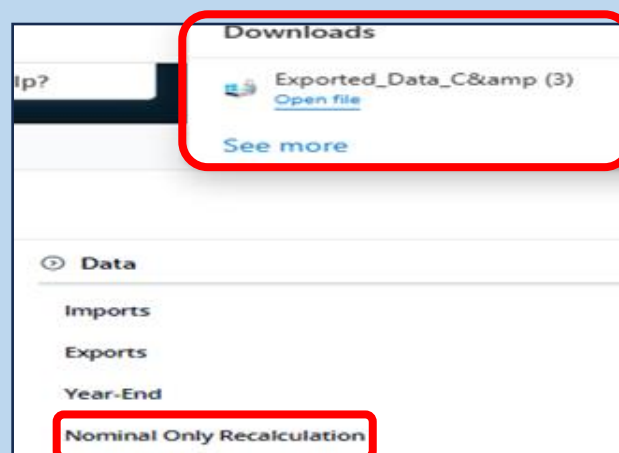 Downloads
lp?
Exported_Data_C&amp (3)
Open file
See more
Data
Imports
Exports
Year-End
Nominal Only Recalculation